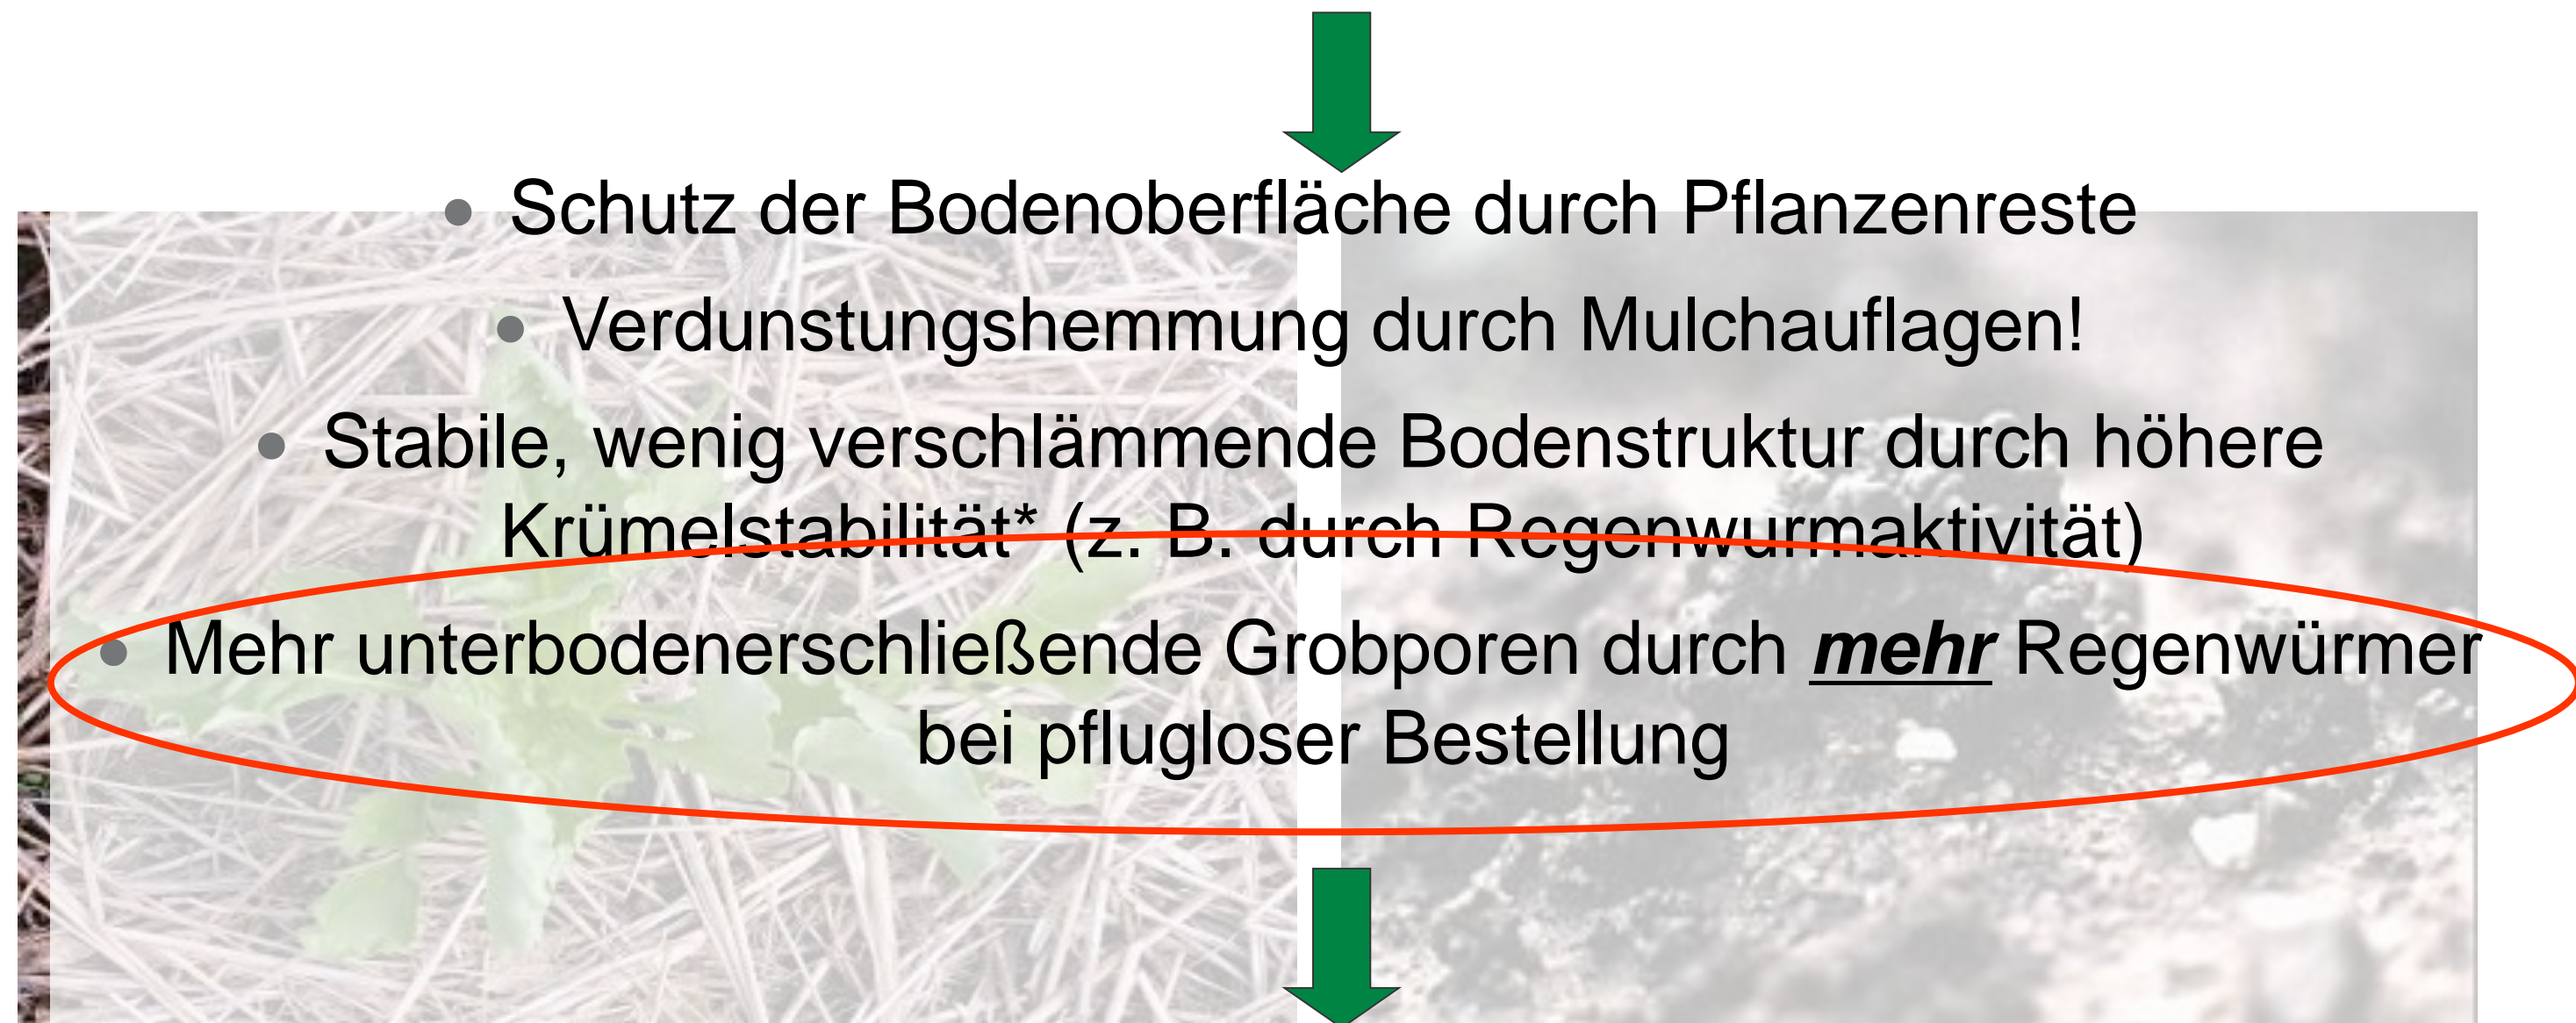 • Schutz der Bodenoberfläche durch Pflanzenreste
• Verdunstungshemmung durch Mulchauflagen!
• Stabile, wenig verschlämmende Bodenstruktur durch höhere
Krümelstabilität* (z. B. durch Regenwurmaktivität)
• Mehr unterbodenerschließende Grobporen durch mehr Regenwürmer
bei pflugloser Bestellung